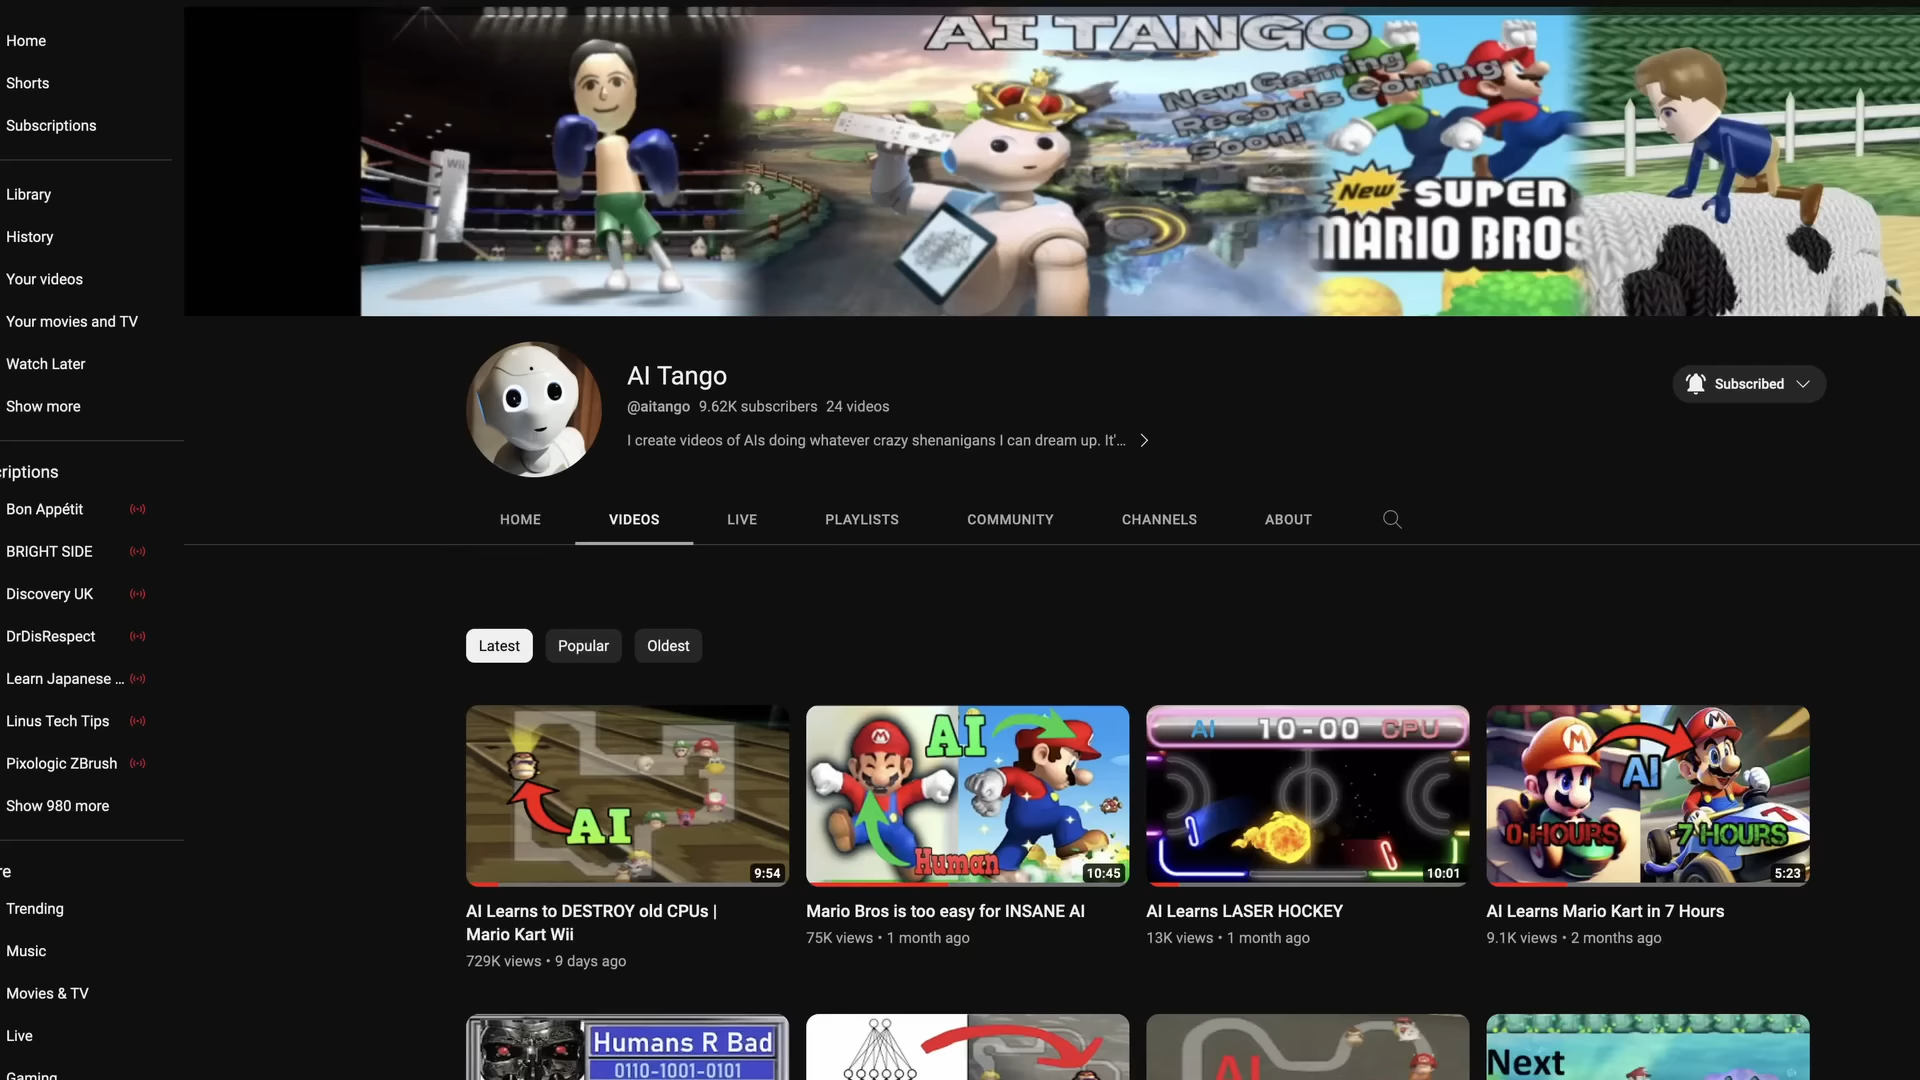 Home
Shorts
Subscriptions
Library
History
Your videos
Your movies and TV
Watch Later
Show more
criptions
Bon Appétit
BRIGHT SIDE
Discovery UK
DrDisRespect
Learn Japanese ...
Linus Tech Tips
Pixologic ZBrush
Show 980 more
re
Trending
Music
Movies & TV
Live
Gaming
Wii
AI TANGO
New Gaming
Records Coming
Soon!
New SUPER
MARIO BROS
AI Tango
@aitango 9.62K subscribers 24 videos
I create videos of AIs doing whatever crazy shenanigans I can dream up. It'...
Subscribed
HOME VIDEOS LIVE PLAYLISTS COMMUNITY CHANNELS ABOUT
Latest Popular Oldest
AI
9:54
AI Learns to DESTROY old CPUs |
Mario Kart Wii
729K views • 9 days ago
AI
Human
10:45
Mario Bros is too easy for INSANE AI
75K views • 1 month ago
AI 10-00 CPU
10:01
AI Learns LASER HOCKEY
13K views • 1 month ago
AI
0 HOURS 7 HOURS
5:23
AI Learns Mario Kart in 7 Hours
9.1K views • 2 months ago
Humans R Bad
0110-1001-0101
AI
Next